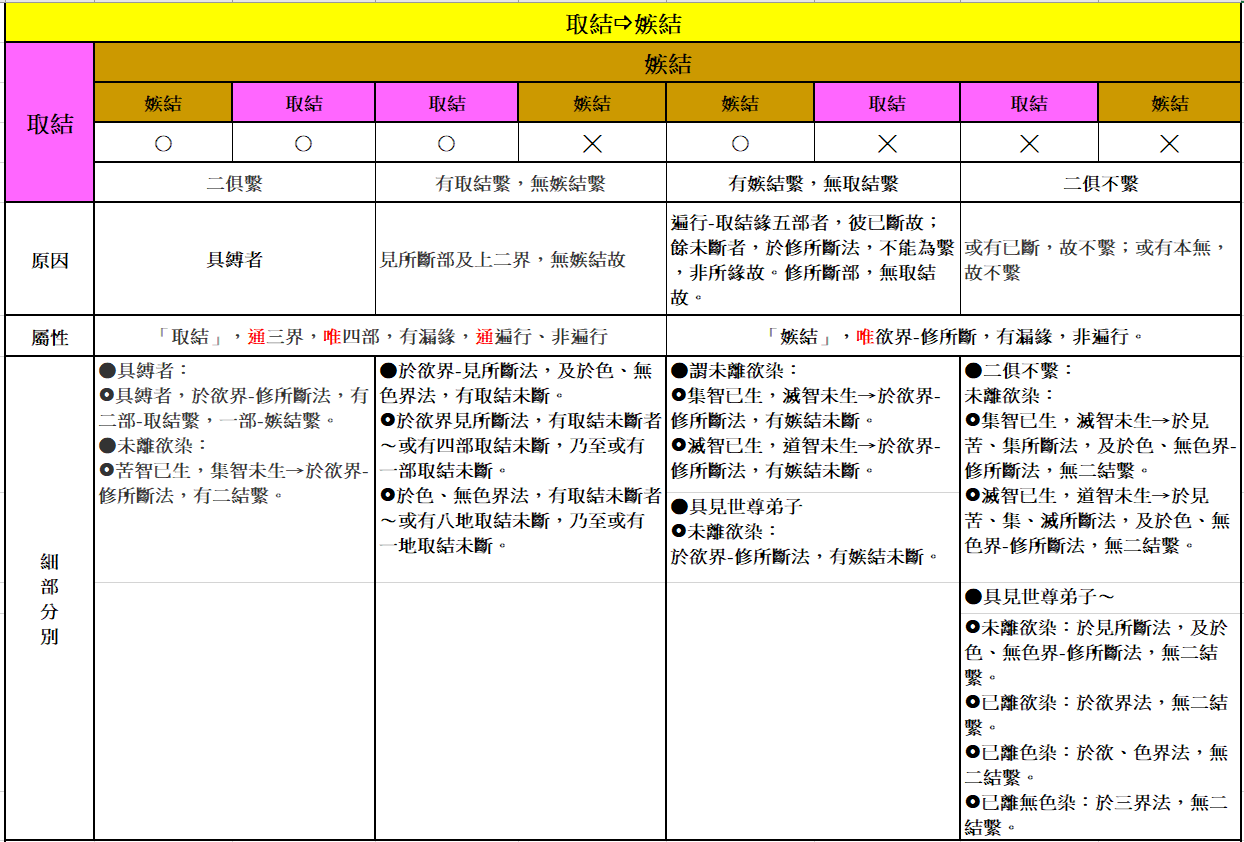 取結⇨嫉結
取結
嫉結
嫉結 取結 取結 嫉結 嫉結 取結 取結 嫉結
○ ○ ○ ╳ ○ ╳ ╳ ╳
二俱繫 有取結繫，無嫉結繫 有嫉結繫，無取結繫 二俱不繫
原因
具縛者
見所斷部及上二界，無嫉結故
遍行-取結緣五部者，彼已斷故；
餘未斷者，於修所斷法，不能為繫
，非所緣故。修所斷部，無取結
故。
或有已斷，故不繫；或有本無，
故不繫
屬性
「取結」，通三界，唯四部，有漏緣，通遍行、非遍行
「嫉結」，唯欲界-修所斷，有漏緣，非遍行。
細
部
分
別
●具縛者：
⭘具縛者，於欲界-修所斷法，有
二部-取結繫，一部-嫉結繫。
●未離欲染：
⭘苦智已生，集智未生→於欲界-
修所斷法，有二結繫。
●於欲界-見所斷法，及於色、無
色界法，有取結未斷。
⭘於欲界見所斷法，有取結未斷者
～或有四部取結未斷，乃至或有
一部取結未斷。
⭘於色、無色界法，有取結未斷者
～或有八地取結未斷，乃至或有
一地取結未斷。
●謂未離欲染：
⭘集智已生，滅智未生→於欲界-
修所斷法，有嫉結未斷。
⭘滅智已生，道智未生→於欲界-
修所斷法，有嫉結未斷。
●具見世尊弟子
⭘未離欲染：
於欲界-修所斷法，有嫉結未斷。
●二俱不繫：
未離欲染：
⭘集智已生，滅智未生→於見
苦、集所斷法，及於色、無色界-
修所斷法，無二結繫。
⭘滅智已生，道智未生→於見
苦、集、滅所斷法，及於色、無
色界-修所斷法，無二結繫。
●具見世尊弟子～
⭘未離欲染：於見所斷法，及於
色、無色界-修所斷法，無二結
繫。
⭘已離欲染：於欲界法，無二結
繫。
⭘已離色染：於欲、色界法，無
二結繫。
⭘已離無色染：於三界法，無二
結繫。